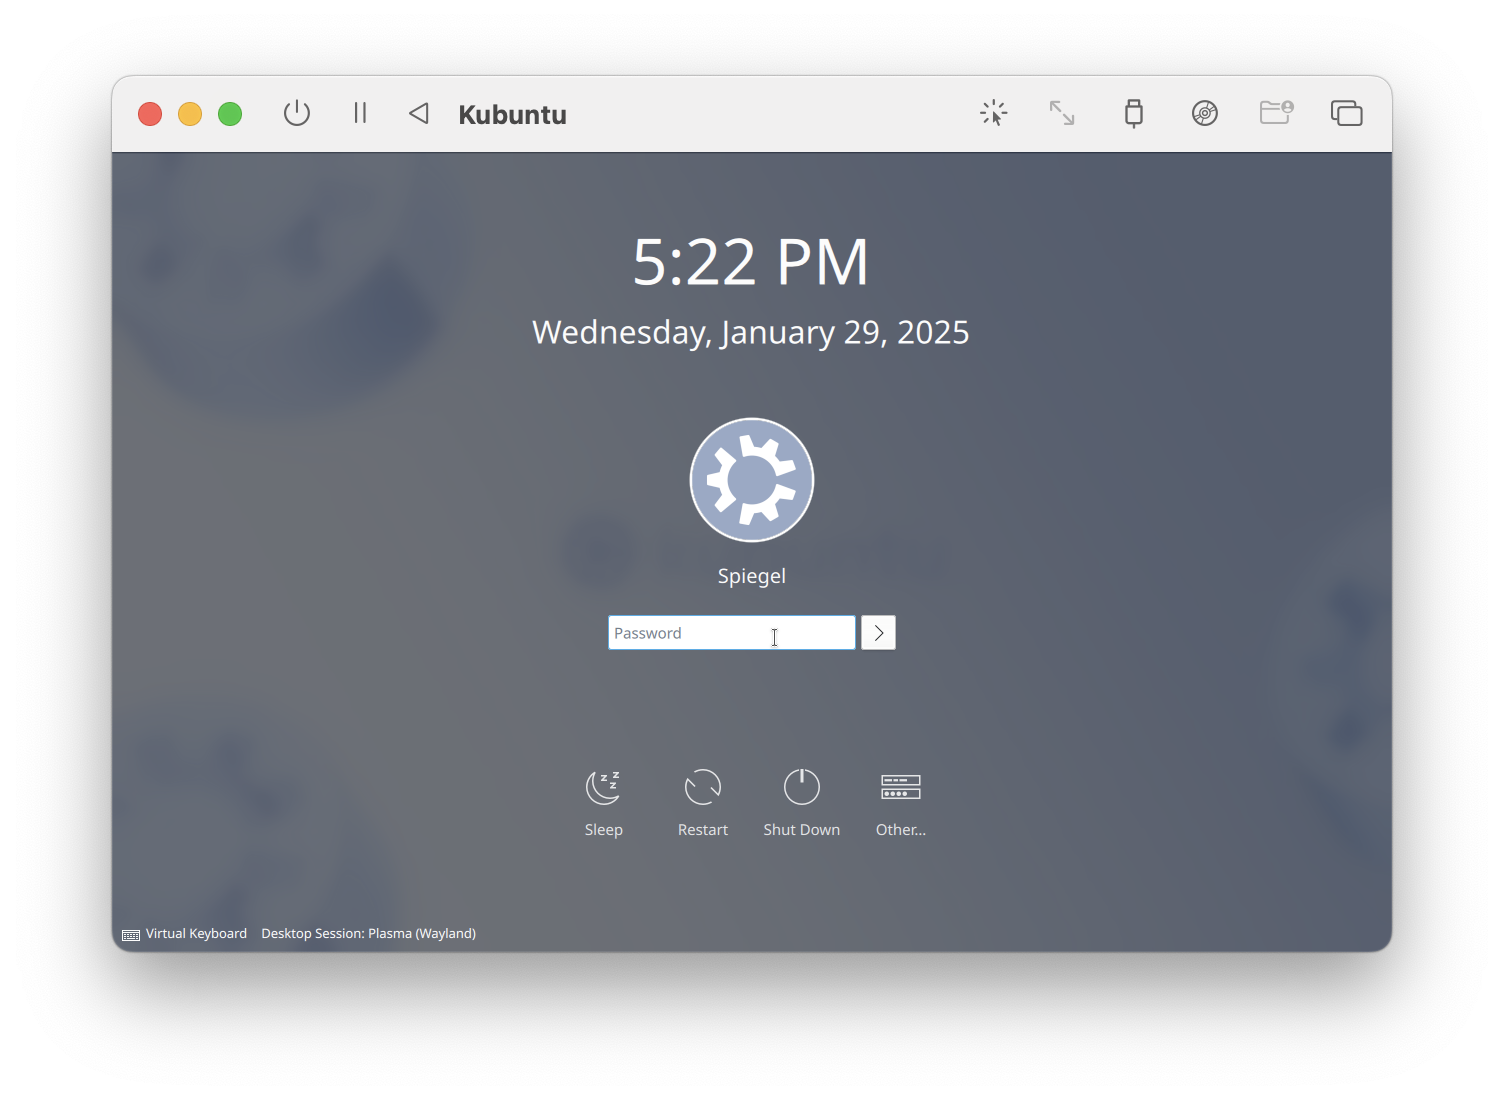 Kubuntu
5:22 PM
Wednesday, January 29, 2025
Spiegel
Password
Sleep Restart Shut Down Other...
Virtual Keyboard Desktop Session: Plasma (Wayland)